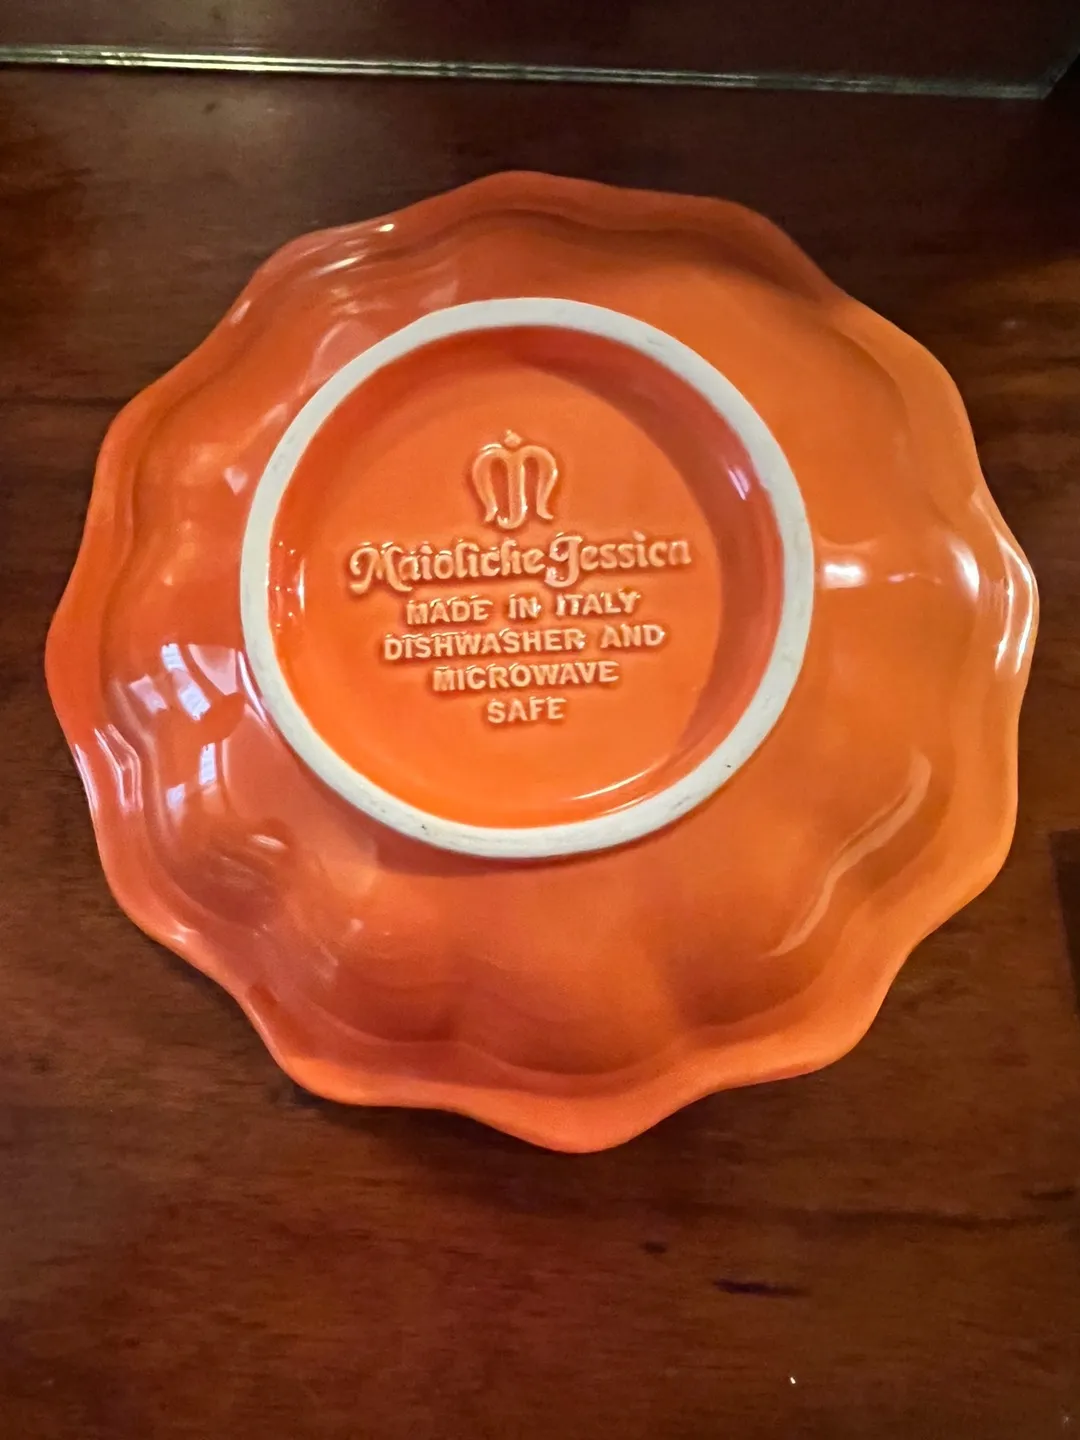 Maioliche Jessica
MADE IN ITALY
DISHWASHER AND
MICROWAVE
SAFE